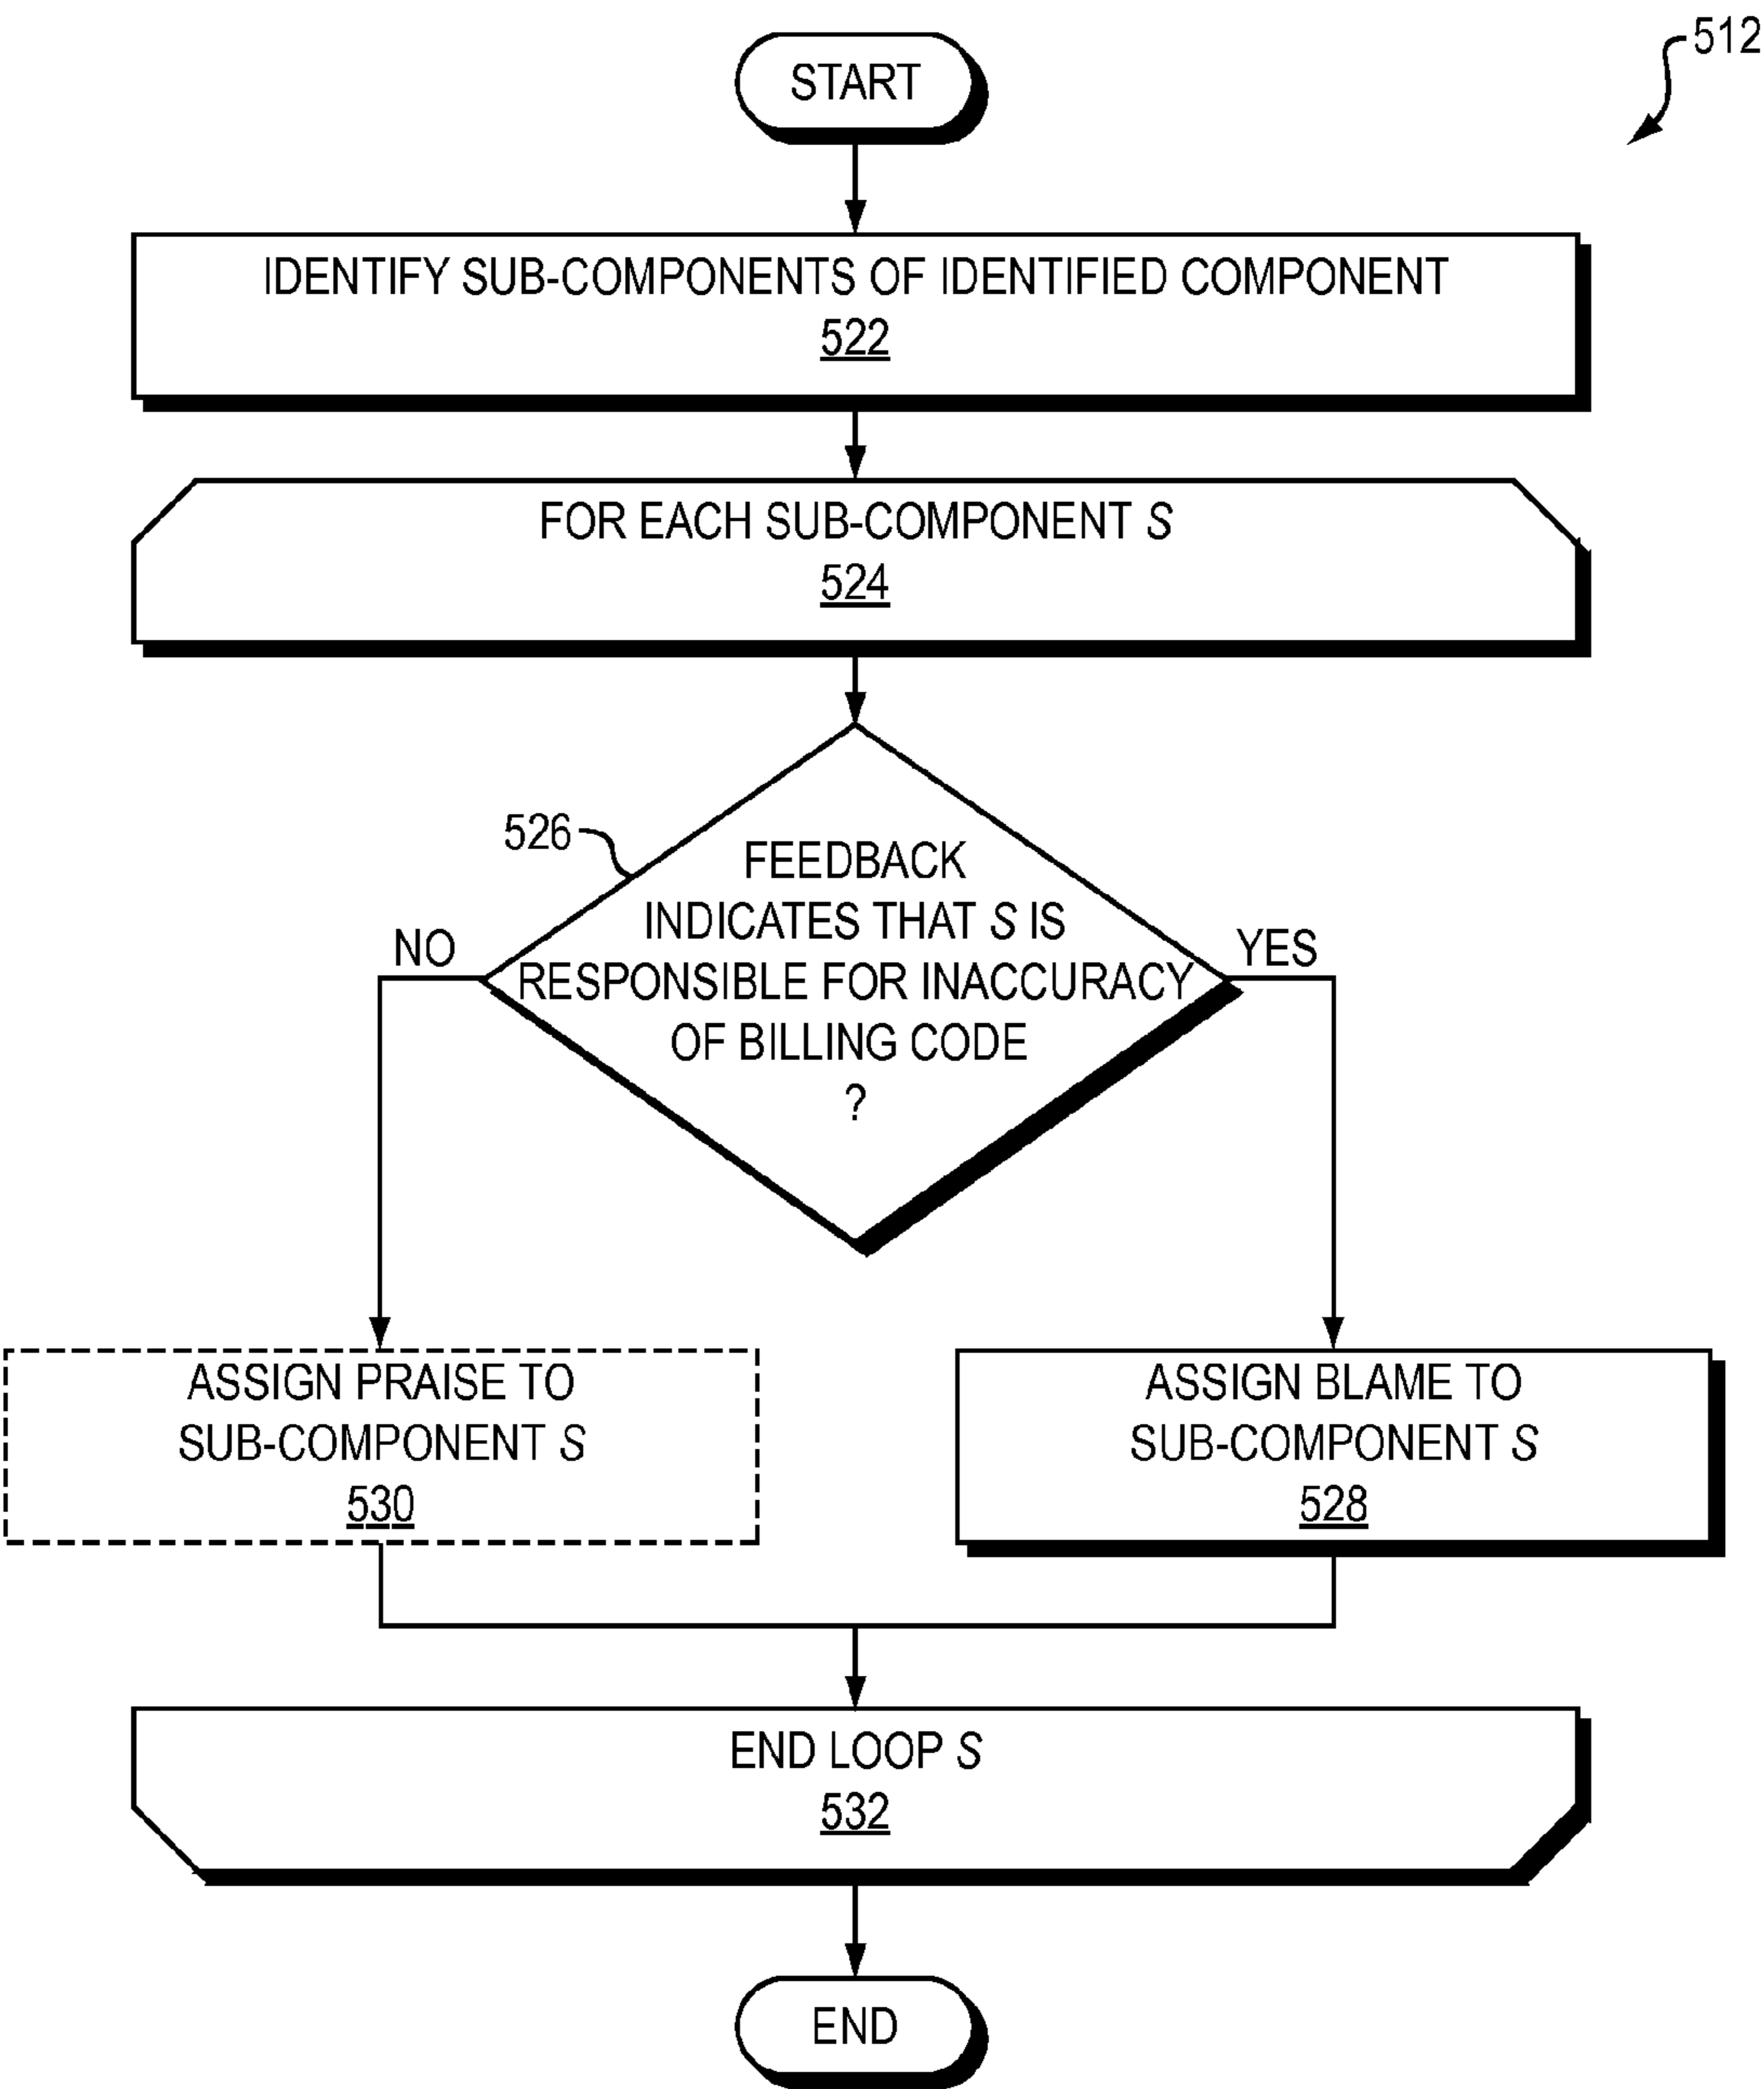 512
START
IDENTIFY SUB-COMPONENTS OF IDENTIFIED COMPONENT
522
FOR EACH SUB-COMPONENT S
524
526
FEEDBACK
INDICATES THAT S IS
RESPONSIBLE FOR INACCURACY
OF BILLING CODE
?
NO
YES
ASSIGN PRAISE TO
SUB-COMPONENT S
530
ASSIGN BLAME TO
SUB-COMPONENT S
528
END LOOP S
532
END